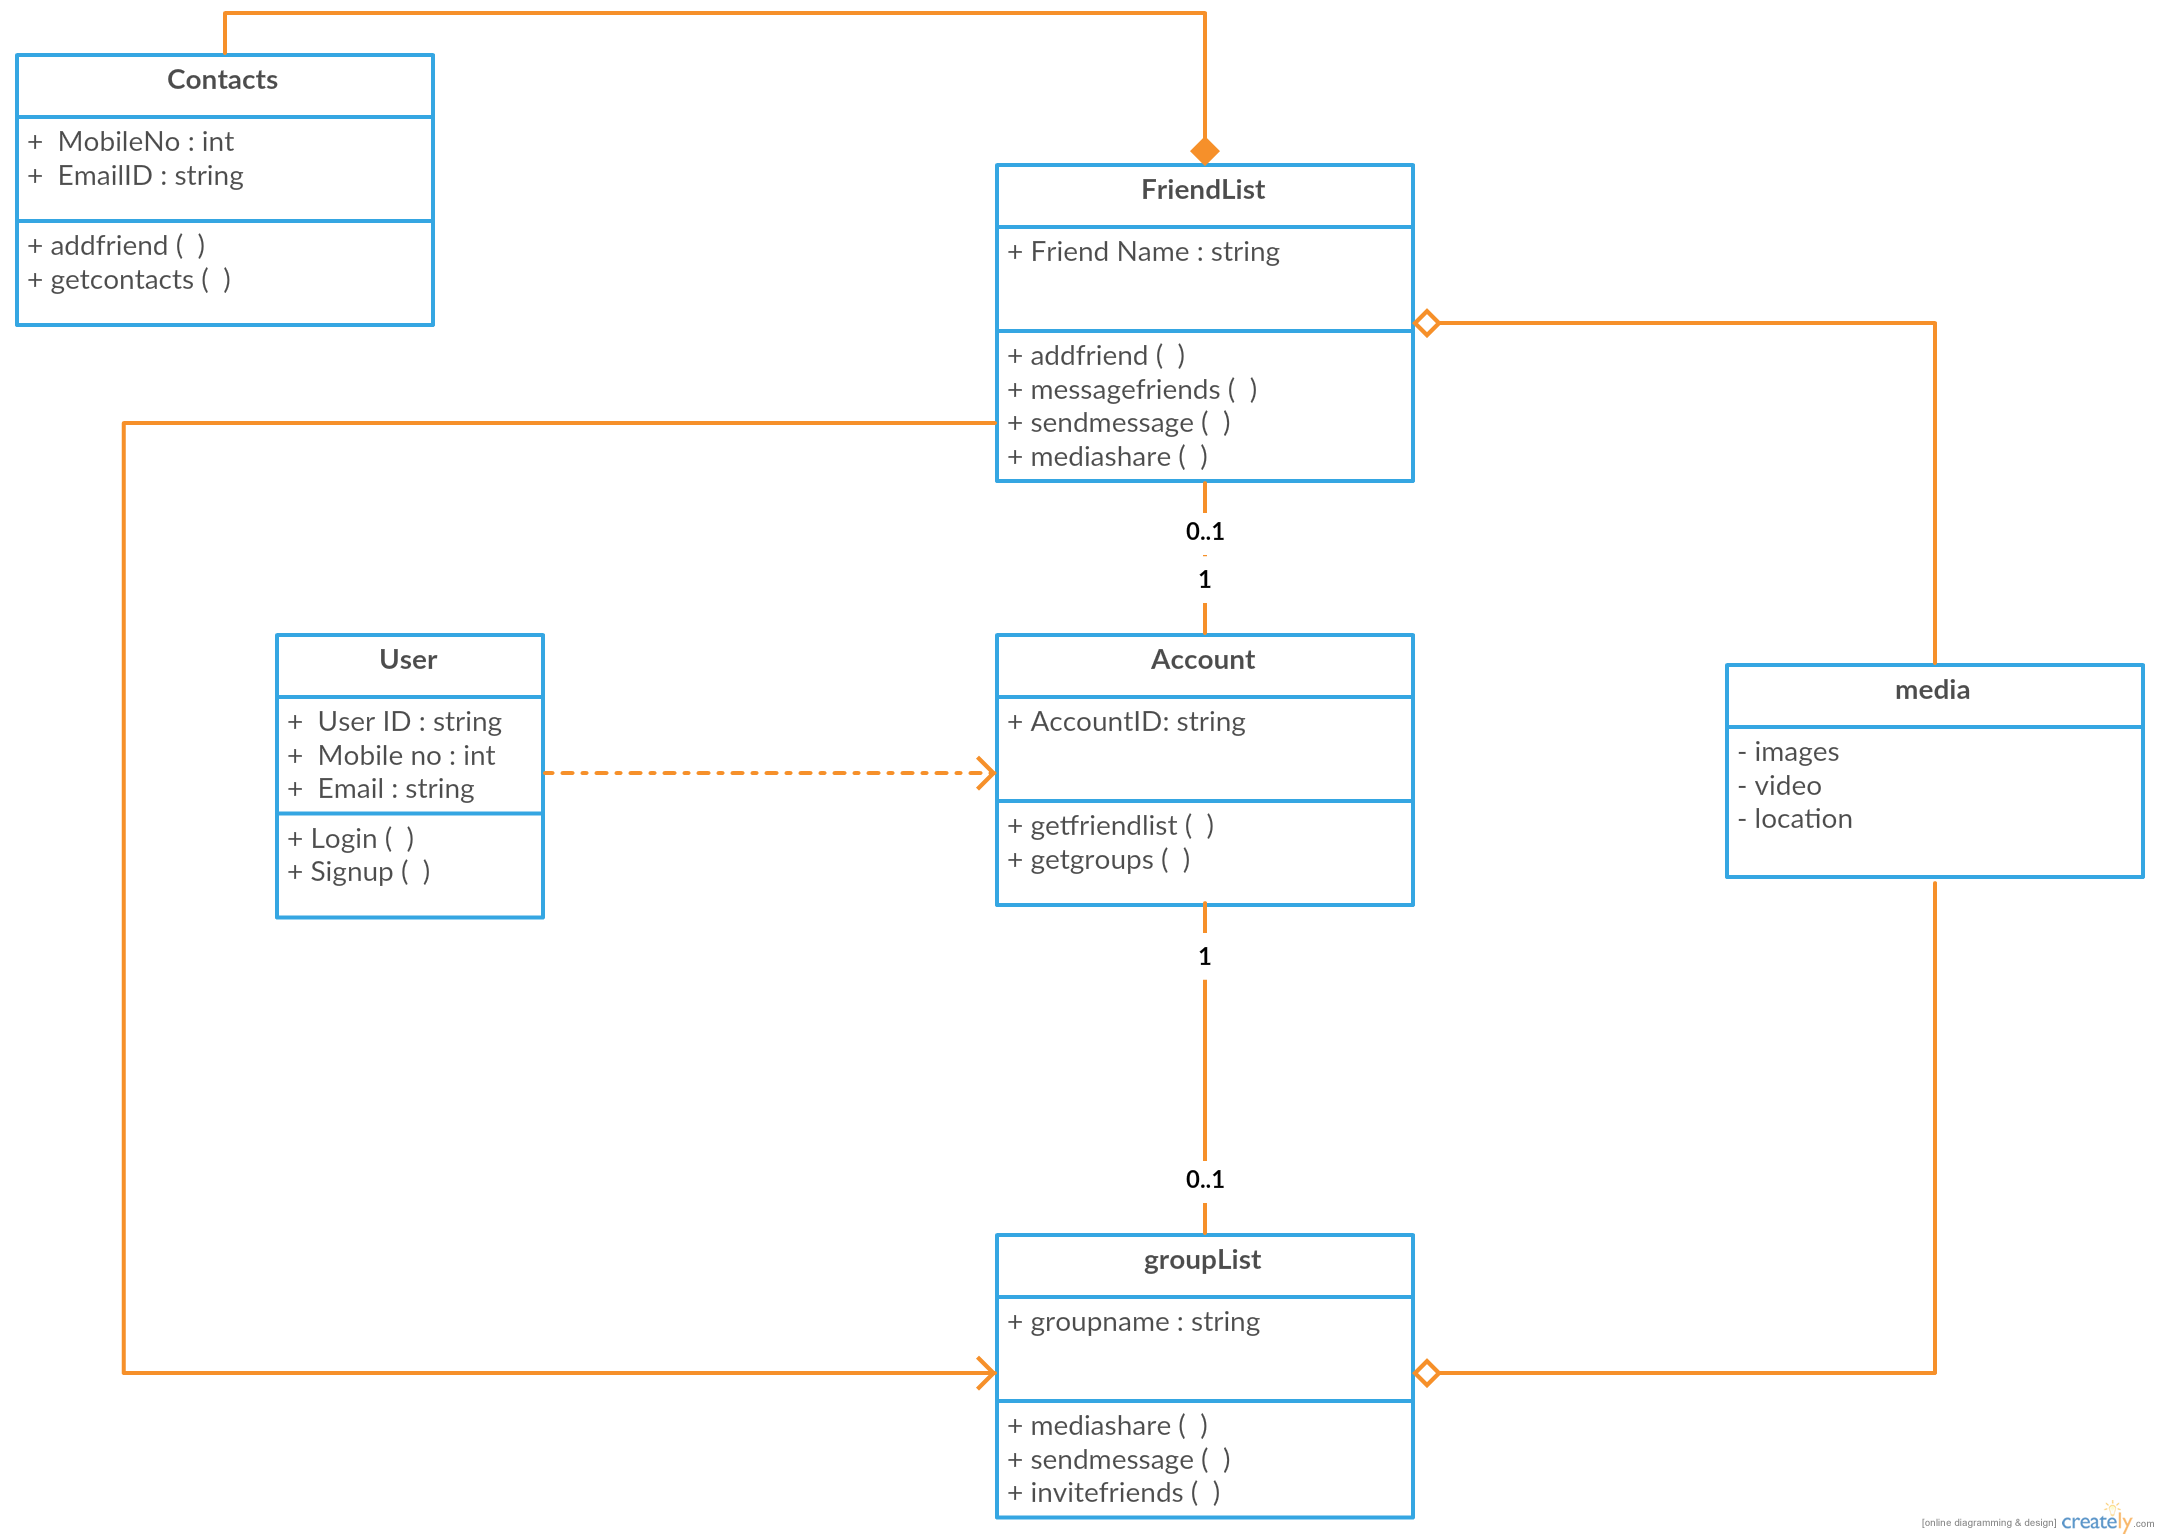 Contacts
+ MobileNo : int
+ EmailID : string
+ addfriend ( )
+ getcontacts ( )
FriendList
+ Friend Name : string
+ addfriend ( )
+ messagefriends ( )
+ sendmessage ( )
+ mediashare ( )
0..1
1
User
+ User ID : string
+ Mobile no : int
+ Email : string
+ Login ( )
+ Signup ( )
Account
+ AccountID: string
+ getfriendlist ( )
+ getgroups ( )
media
- images
- video
- location
1
0..1
groupList
+ groupname : string
+ mediashare ( )
+ sendmessage ( )
+ invitefriends ( )
[online diagramming & design] creately.com